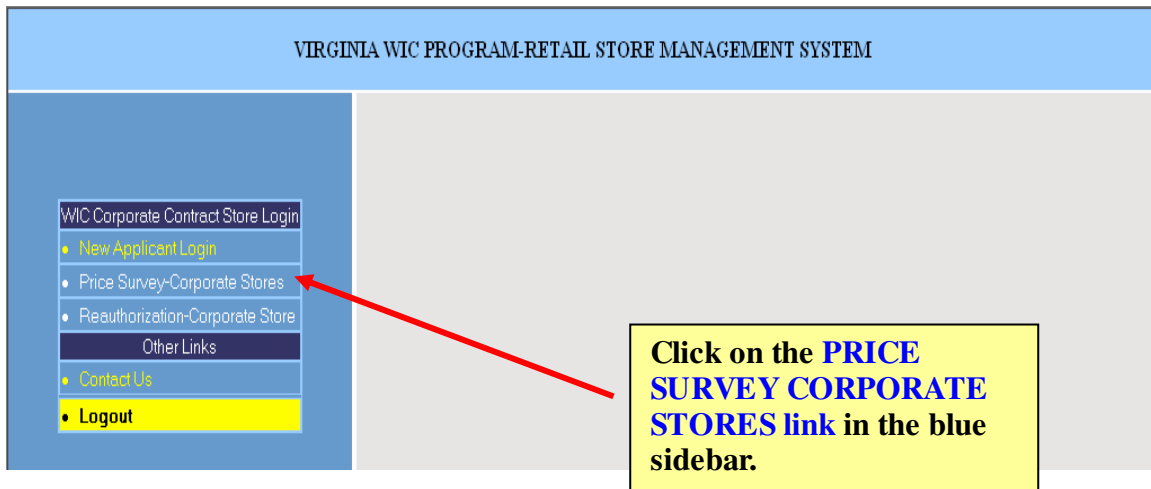 VIRGINIA WIC PROGRAM-RETAIL STORE MANAGEMENT SYSTEM
WIC Corporate Contract Store Login
• New Applicant Login
• Price Survey-Corporate Stores
• Reauthorization-Corporate Store
Other Links
• Contact Us
• Logout
Click on the PRICE
SURVEY CORPORATE
STORES link in the blue
sidebar.